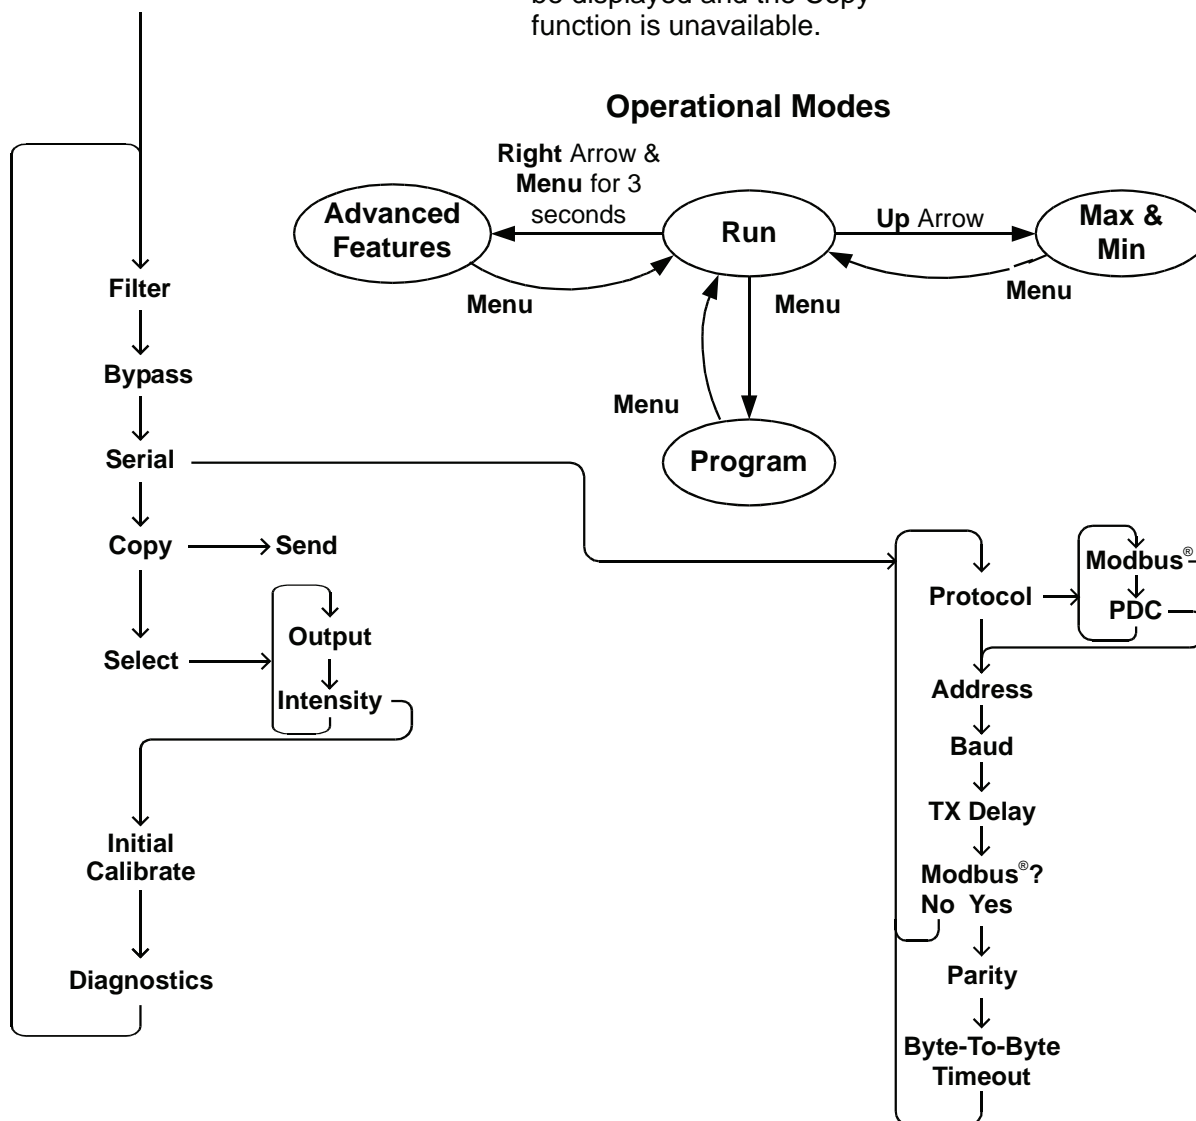 be displayed and the Copy
function is unavailable.
Operational Modes
Right Arrow &
Menu for 3
seconds
Advanced
Features
Run
Up Arrow
Max &
Min
Menu
Menu
Menu
Menu
Program
Filter
Bypass
Serial
Copy
Send
Select
Output
Intensity
Initial
Calibrate
Diagnostics
Protocol
Modbus®
PDC
Address
Baud
TX Delay
Modbus®?
No Yes
Parity
Byte-To-Byte
Timeout